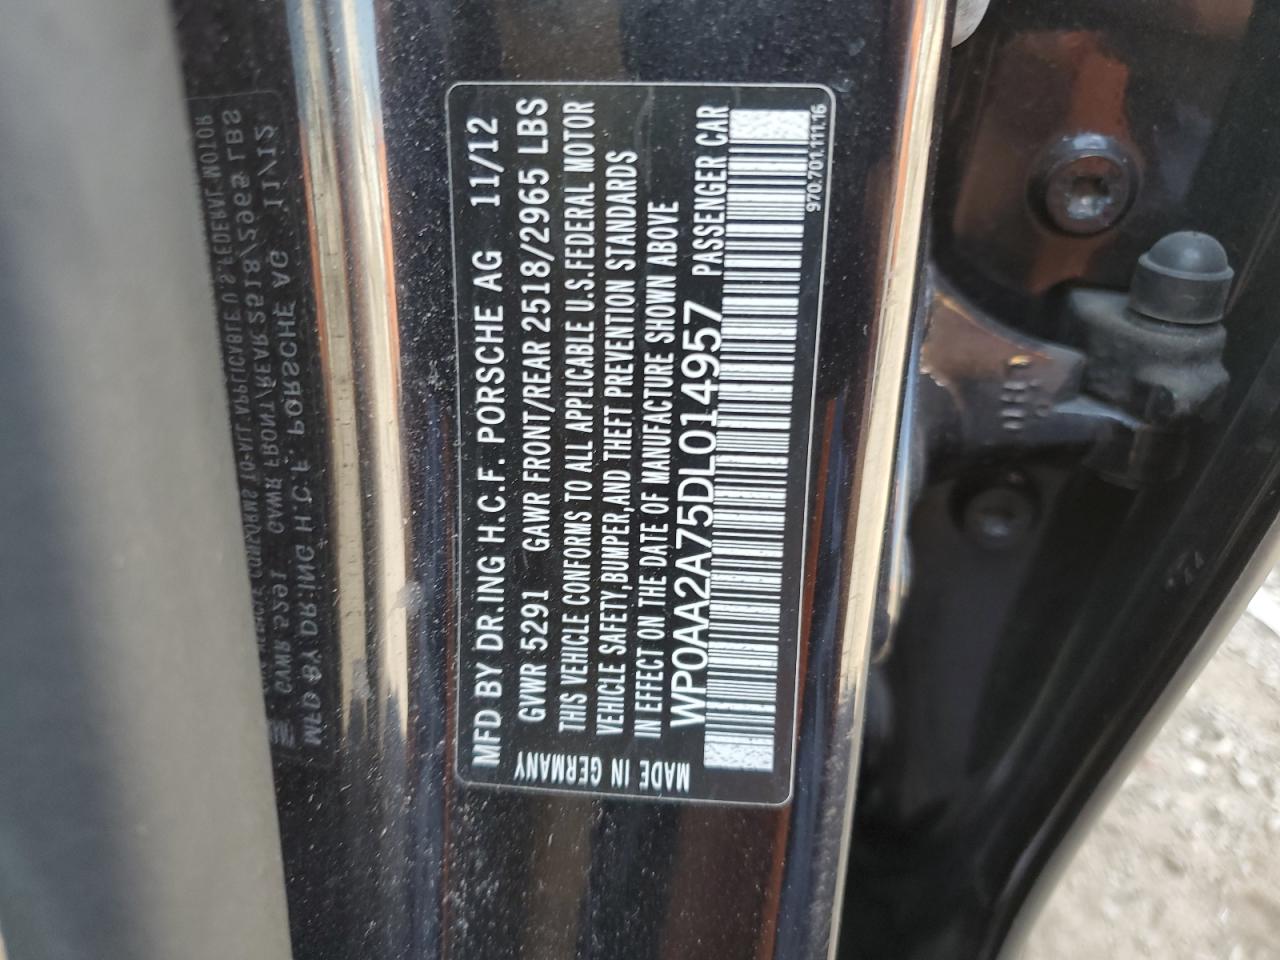 MFD BY DR.ING H.C.F. PORSCHE AG 11/12
GVWR 5291 GAWR FRONT/REAR 2518/2965 LBS
THIS VEHICLE CONFORMS TO ALL APPLICABLE U.S.FEDERAL MOTOR
VEHICLE SAFETY,BUMPER,AND THEFT PREVENTION STANDARDS
IN EFFECT ON THE DATE OF MANUFACTURE SHOWN ABOVE
WP0AA2A75DL014957 PASSENGER CAR
MADE IN GERMANY
970.701.111.16